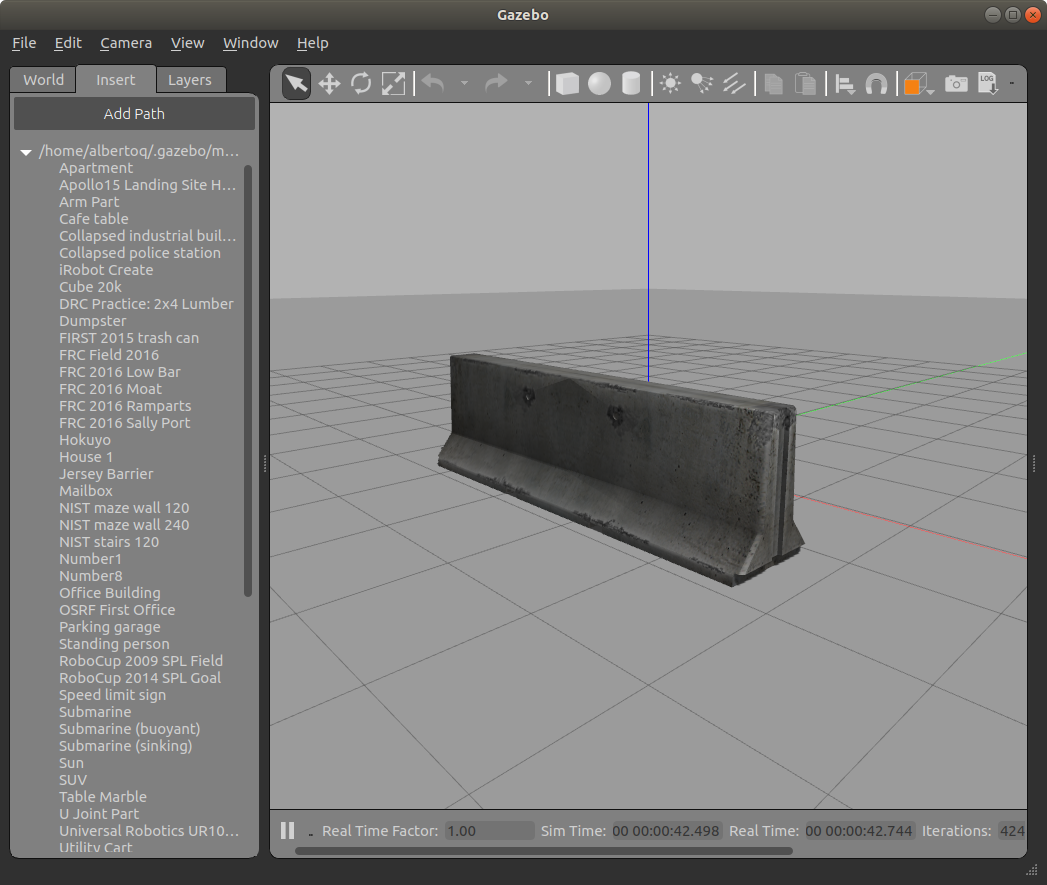 Gazebo
File Edit Camera View Window Help
World Insert Layers
LOG
Add Path
/home/albertoq/.gazebo/m...
Apartment
Apollo15 Landing Site H...
Arm Part
Cafe table
Collapsed industrial buil...
Collapsed police station
iRobot Create
Cube 20k
DRC Practice: 2x4 Lumber
Dumpster
FIRST 2015 trash can
FRC Field 2016
FRC 2016 Low Bar
FRC 2016 Moat
FRC 2016 Ramparts
FRC 2016 Sally Port
Hokuyo
House 1
Jersey Barrier
Mailbox
NIST maze wall 120
NIST maze wall 240
NIST stairs 120
Number1
Number8
Office Building
OSRF First Office
Parking garage
Standing person
RoboCup 2009 SPL Field
RoboCup 2014 SPL Goal
Speed limit sign
Submarine
Submarine (buoyant)
Submarine (sinking)
Sun
SUV
Table Marble
U Joint Part
Universal Robotics UR10...
Utility Cart
Real Time Factor: 1.00 Sim Time: 00 00:00:42.498 Real Time: 00 00:00:42.744 Iterations: 424